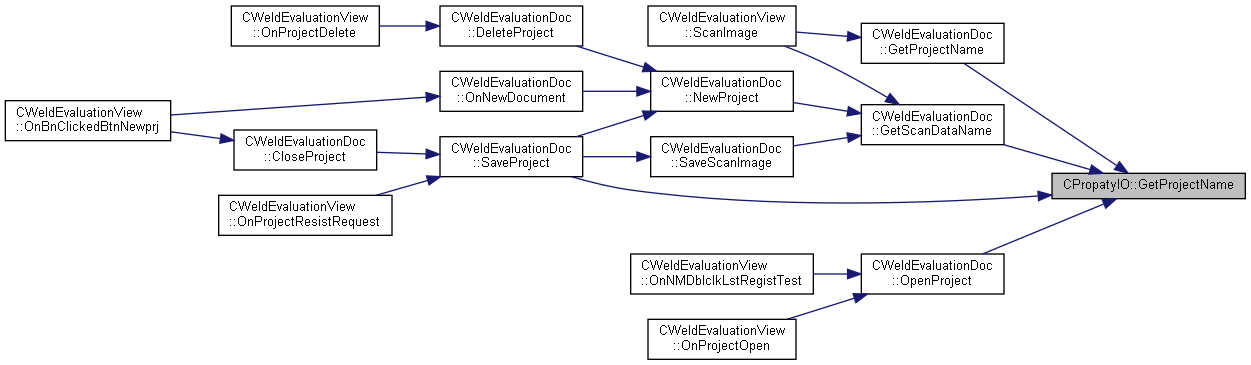 CWeldEvaluationView
::OnProjectDelete
CWeldEvaluationDoc
::DeleteProject
CWeldEvaluationView
::ScanImage
CWeldEvaluationDoc
::GetProjectName
CWeldEvaluationView
::OnBnClickedBtnNewprj
CWeldEvaluationDoc
::OnNewDocument
CWeldEvaluationDoc
::NewProject
CWeldEvaluationDoc
::GetScanDataName
CWeldEvaluationDoc
::CloseProject
CWeldEvaluationDoc
::SaveProject
CWeldEvaluationDoc
::SaveScanImage
CPropatyIO::GetProjectName
CWeldEvaluationView
::OnProjectResistRequest
CWeldEvaluationView
::OnNMDblclkLstRegistTest
CWeldEvaluationDoc
::OpenProject
CWeldEvaluationView
::OnProjectOpen